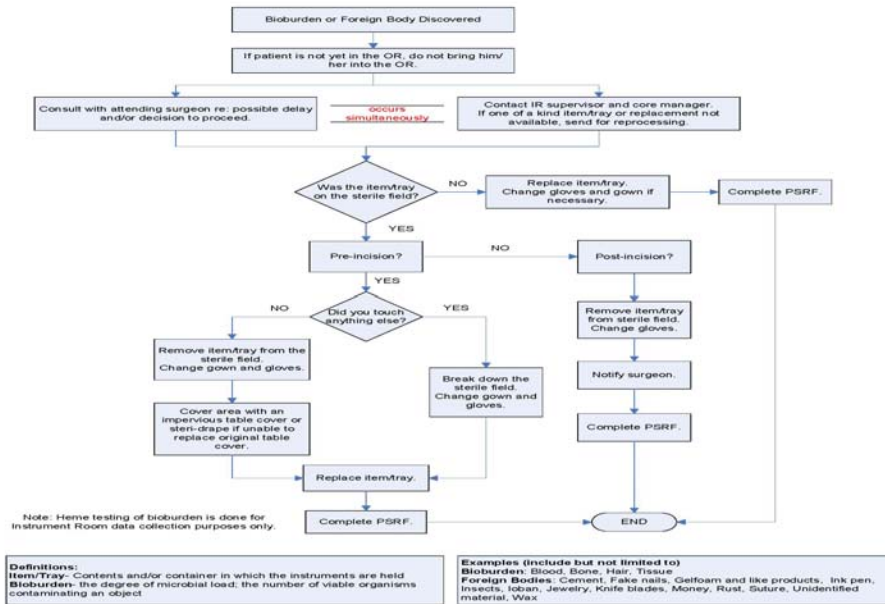 Bioburden or Foreign Body Discovered
If patient is not yet in the OR, do not bring him/
her into the OR.
Consult with attending surgeon re: possible delay
and/or decision to proceed.
occurs
simultaneously
Contact IR supervisor and core manager.
If one of a kind item/tray or replacement not
available, send for reprocessing.
Was the item/tray
on the sterile field?
NO
Replace item/tray.
Change gloves and gown if
necessary.
Complete PSRF.
YES
Pre-incision?
NO
Post-incision?
YES
Did you touch
anything else?
NO
YES
Remove item/tray from the
sterile field.
Change gown and gloves.
Cover area with an
impervious table cover or
steri-drape if unable to
replace original table
cover.
Break down the
sterile field.
Change gown and
gloves.
Remove item/tray
from sterile field.
Change gloves.
Notify surgeon.
Complete PSRF.
Replace item/tray.
Complete PSRF.
END
Note: Heme testing of bioburden is done for
Instrument Room data collection purposes only.
Definitions:
Item/Tray- Contents and/or container in which the instruments are held
Bioburden- the degree of microbial load; the number of viable organisms
contaminating an object
Examples (include but not limited to)
Bioburden: Blood, Bone, Hair, Tissue
Foreign Bodies: Cement, Fake nails, Gelfoam and like products, Ink pen,
Insects, Ioban, Jewelry, Knife blades, Money, Rust, Suture, Unidentified
material, Wax